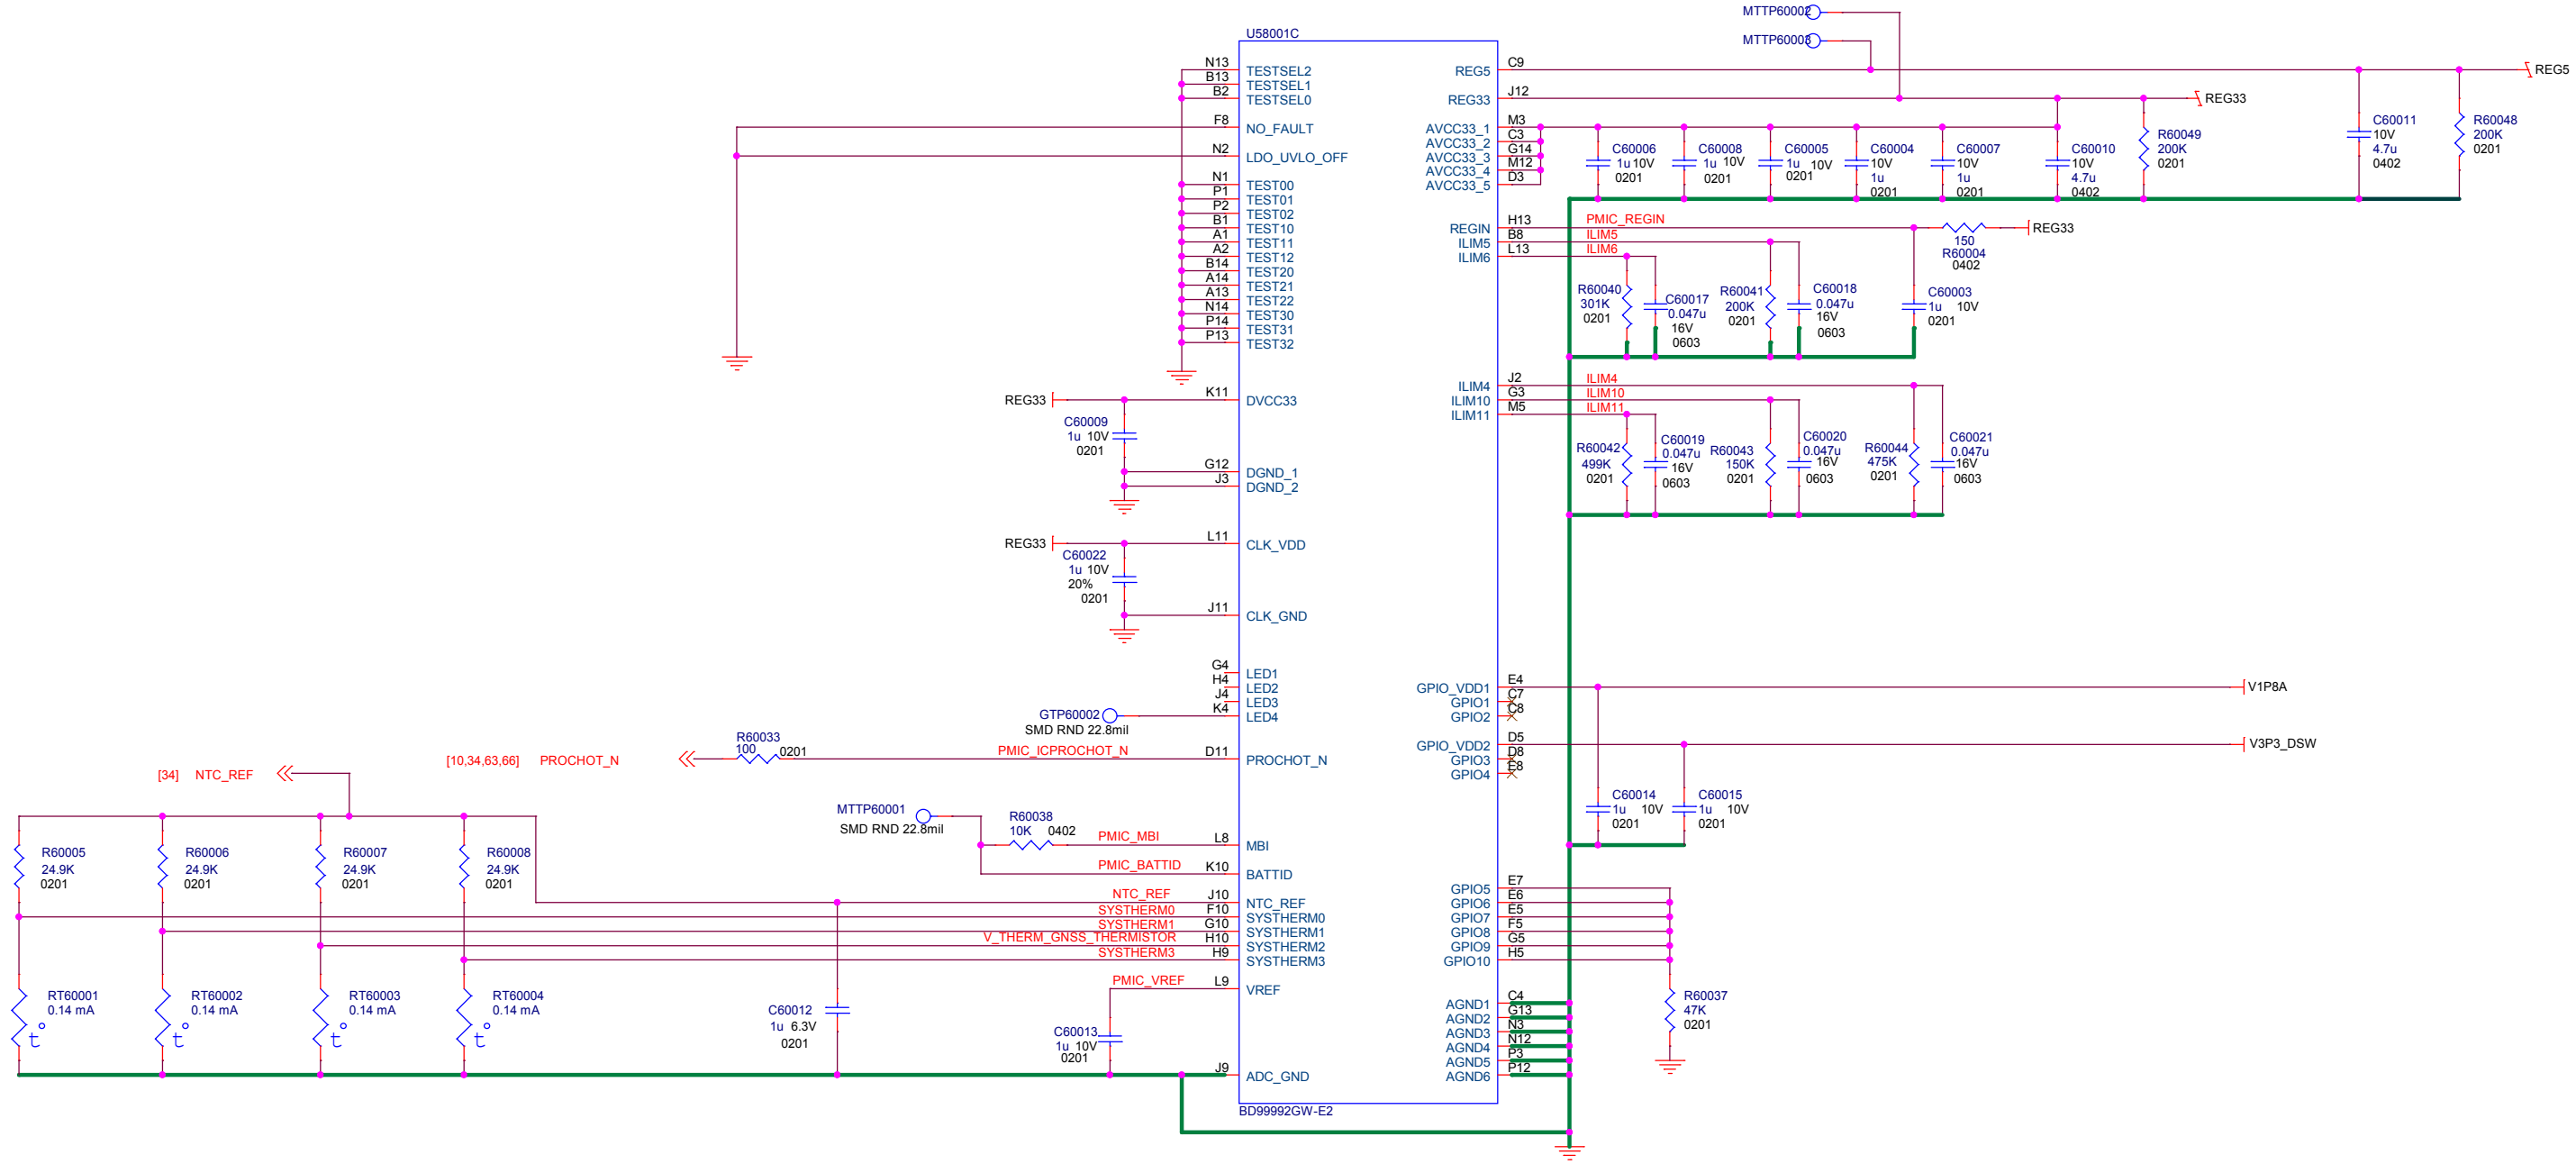 MTTP60002
MTTP60003
U58001C
N13 TESTSEL2
B13 TESTSEL1
B2 TESTSEL0
F8 NO_FAULT
N2 LDO_UVLO_OFF
N1 TEST00
P1 TEST01
P2 TEST02
B1 TEST10
A1 TEST11
A2 TEST12
B14 TEST20
A14 TEST21
A13 TEST22
N14 TEST30
P14 TEST31
P13 TEST32
REG33 K11 DVCC33
C60009
1u 10V
0201
G12 DGND_1
J3 DGND_2
REG33 L11 CLK_VDD
C60022
1u 10V
20%
0201
J11 CLK_GND
G4 LED1
H4 LED2
J4 LED3
K4 LED4
GTP60002
SMD RND 22.8mil
R60033
100 0201
[10,34,63,66] PROCHOT_N
PMIC_ICPROCHOT_N D11 PROCHOT_N
[34] NTC_REF
MTTP60001
SMD RND 22.8mil
R60038
10K 0402
PMIC_MBI L8 MBI
PMIC_BATTID K10 BATTID
NTC_REF J10 NTC_REF
SYSTHERM0 F10 SYSTHERM0
SYSTHERM1 G10 SYSTHERM1
V_THERM_GNSS_THERMISTOR H10 SYSTHERM2
SYSTHERM3 H9 SYSTHERM3
PMIC_VREF L9 VREF
J9 ADC_GND
R60005
24.9K
0201
R60006
24.9K
0201
R60007
24.9K
0201
R60008
24.9K
0201
RT60001
0.14 mA
t°
RT60002
0.14 mA
t°
RT60003
0.14 mA
t°
RT60004
0.14 mA
t°
C60012
1u 6.3V
0201
C60013
1u 10V
0201
BD99992GW-E2
REG5 C9 REG5
REG33 J12 REG33
AVCC33_1 M3
AVCC33_2 C3
AVCC33_3 G14
AVCC33_4 M12
AVCC33_5 D3
C60006
1u 10V
0201
C60008
1u 10V
0201
C60005
1u 10V
0201
C60004
10V
1u
0201
C60007
10V
1u
0201
C60010
10V
4.7u
0402
R60049
200K
0201
C60011
10V
4.7u
0402
R60048
200K
0201
REGIN H13 PMIC_REGIN
ILIM5 B8 ILIM5
ILIM6 L13 ILIM6
REG33
150
R60004
0402
R60040
301K
0201
C60017
0.047u
16V
0603
R60041
200K
0201
C60018
0.047u
16V
0603
C60003
1u 10V
0201
ILIM4 J2 ILIM4
ILIM10 G3 ILIM10
ILIM11 M5 ILIM11
R60042
499K
0201
C60019
0.047u
16V
0603
R60043
150K
0201
C60020
0.047u
16V
0603
R60044
475K
0201
C60021
0.047u
16V
0603
GPIO_VDD1 E4 V1P8A
GPIO1 C7
GPIO2 C8
GPIO_VDD2 D5 V3P3_DSW
GPIO3 D8
GPIO4 E8
C60014
1u 10V
0201
C60015
1u 10V
0201
GPIO5 E7
GPIO6 E6
GPIO7 E5
GPIO8 F5
GPIO9 G5
GPIO10 H5
R60037
47K
0201
AGND1 C4
AGND2 G13
AGND3 N3
AGND4 N12
AGND5 P3
AGND6 P12